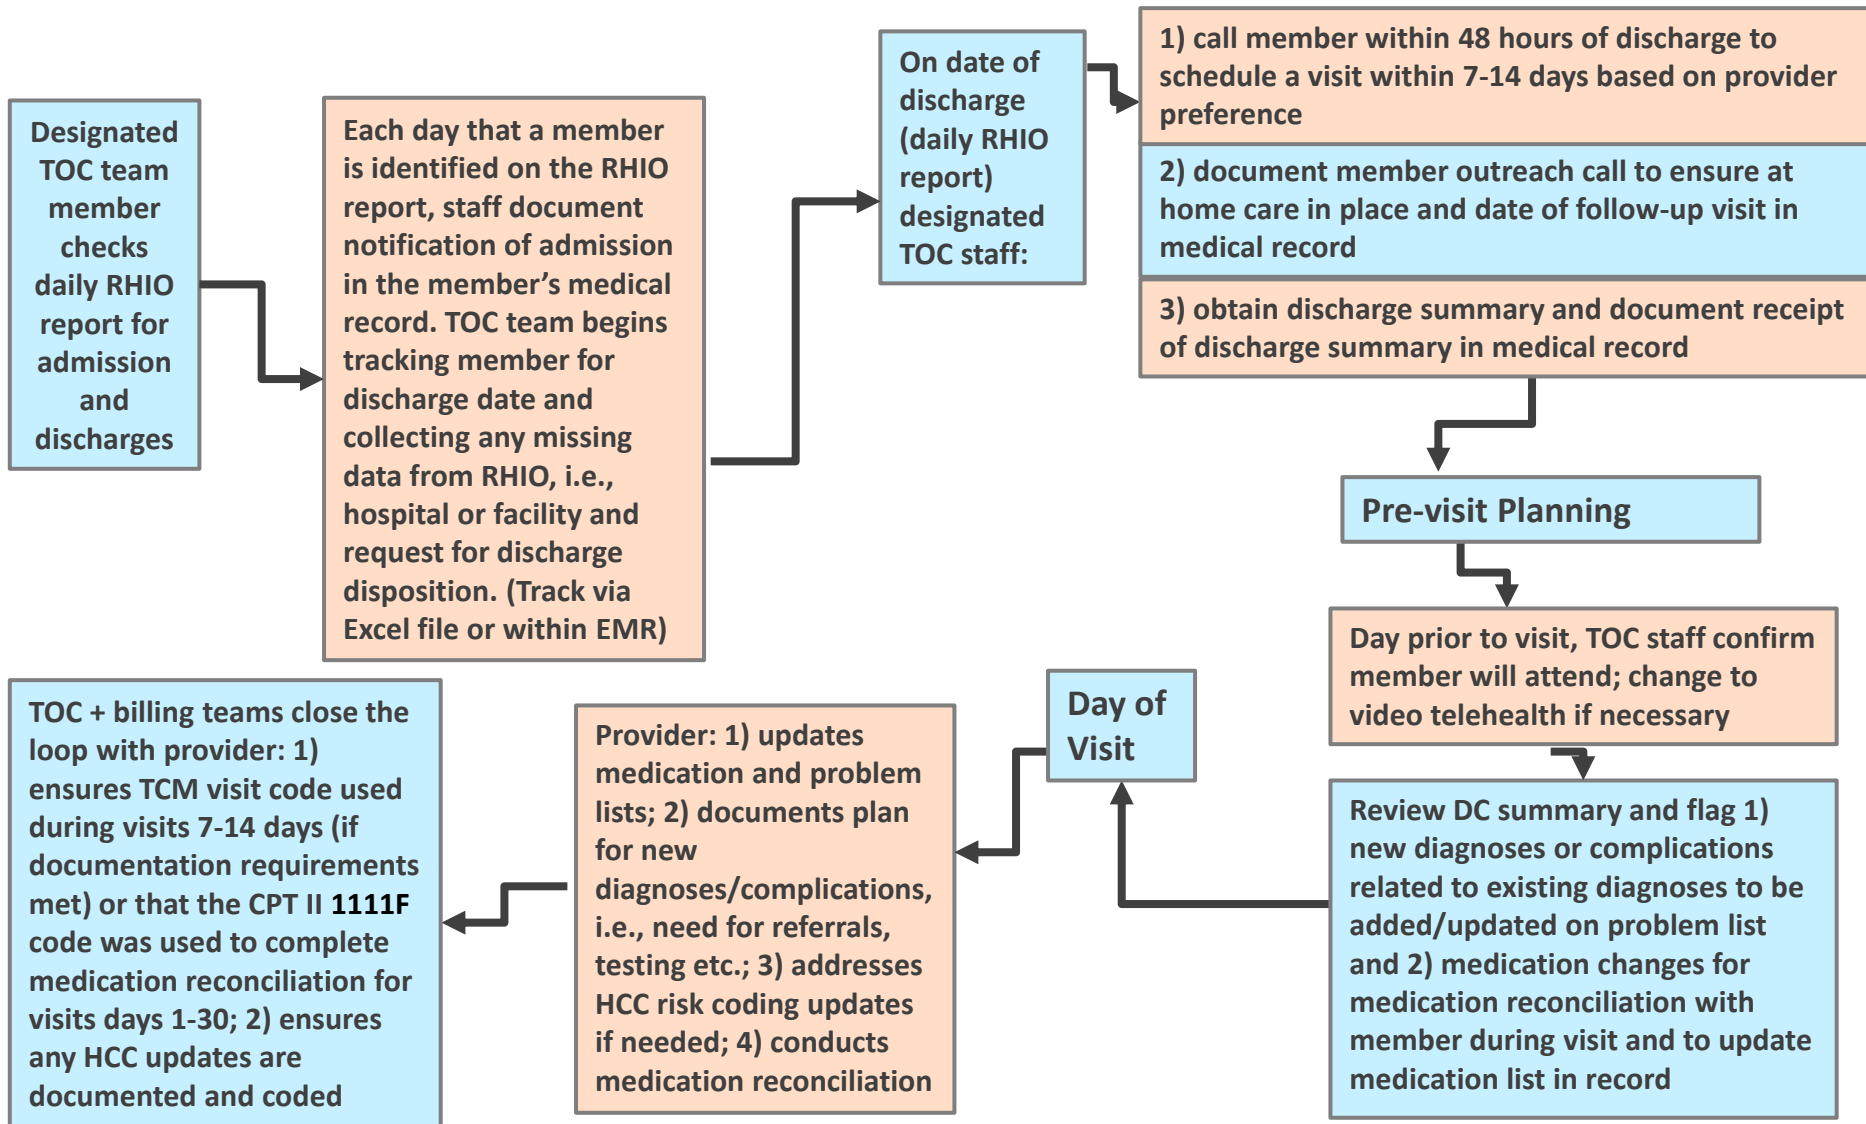 Designated
TOC team
member
checks
daily RHIO
report for
admission
and
discharges
Each day that a member
is identified on the RHIO
report, staff document
notification of admission
in the member’s medical
record. TOC team begins
tracking member for
discharge date and
collecting any missing
data from RHIO, i.e.,
hospital or facility and
request for discharge
disposition. (Track via
Excel file or within EMR)
On date of
discharge
(daily RHIO
report)
designated
TOC staff:
1) call member within 48 hours of discharge to
schedule a visit within 7-14 days based on provider
preference
2) document member outreach call to ensure at
home care in place and date of follow-up visit in
medical record
3) obtain discharge summary and document receipt
of discharge summary in medical record
Pre-visit Planning
Day prior to visit, TOC staff confirm
member will attend; change to
video telehealth if necessary
Review DC summary and flag 1)
new diagnoses or complications
related to existing diagnoses to be
added/updated on problem list
and 2) medication changes for
medication reconciliation with
member during visit and to update
medication list in record
Day of
Visit
Provider: 1) updates
medication and problem
lists; 2) documents plan
for new
diagnoses/complications,
i.e., need for referrals,
testing etc.; 3) addresses
HCC risk coding updates
if needed; 4) conducts
medication reconciliation
TOC + billing teams close the
loop with provider: 1)
ensures TCM visit code used
during visits 7-14 days (if
documentation requirements
met) or that the CPT II 1111F
code was used to complete
medication reconciliation for
visits days 1-30; 2) ensures
any HCC updates are
documented and coded